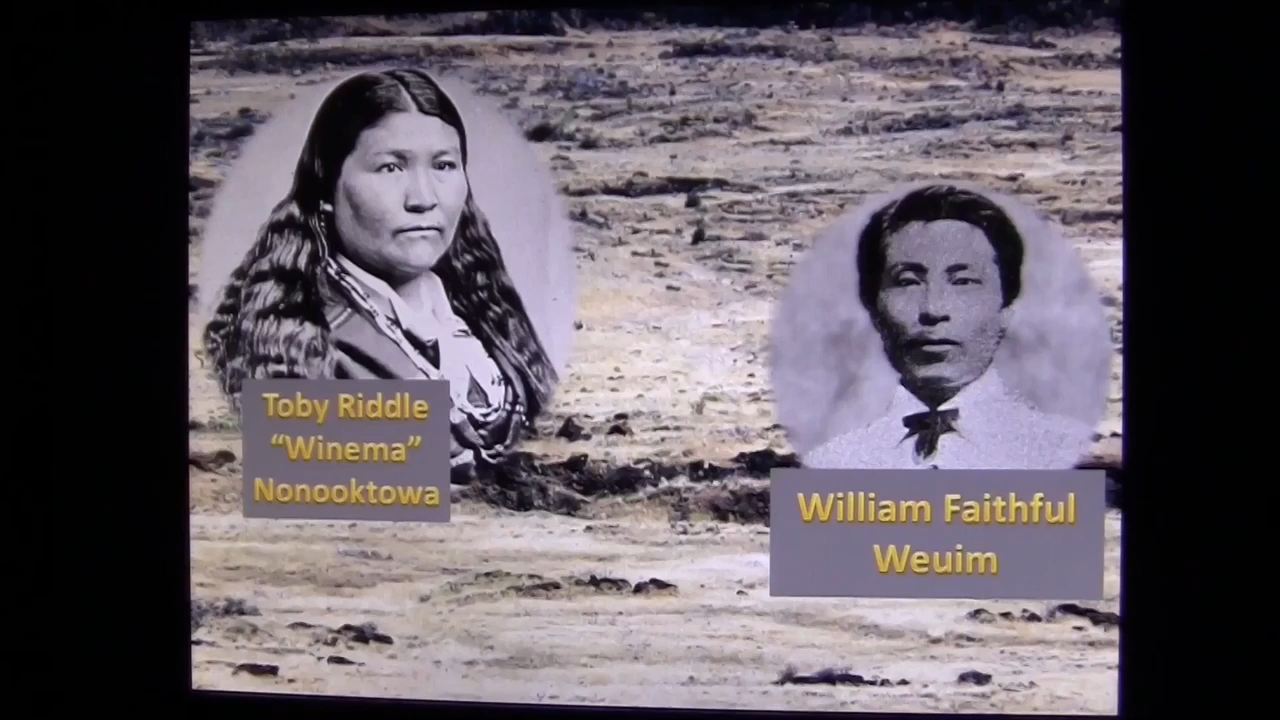 Toby Riddle
“Winema”
Nonooktowa
William Faithful
Weuim